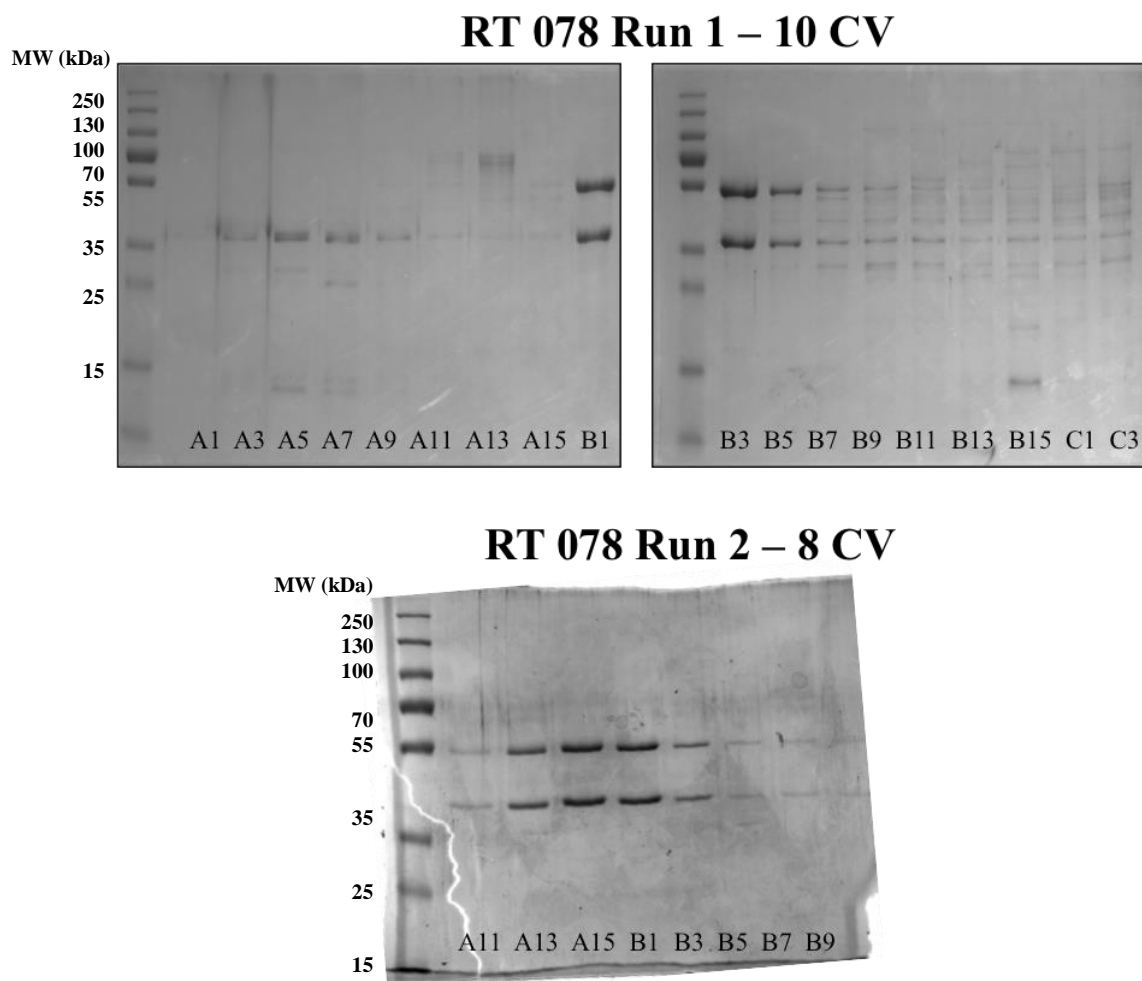 RT 078 Run 1 – 10 CV
MW (kDa)
250
130
100
70
55
35
25
15
A1 A3 A5 A7 A9 A11 A13 A15 B1
B3 B5 B7 B9 B11 B13 B15 C1 C3
RT 078 Run 2 – 8 CV
MW (kDa)
250
130
100
70
55
35
25
15
A11 A13 A15 B1 B3 B5 B7 B9